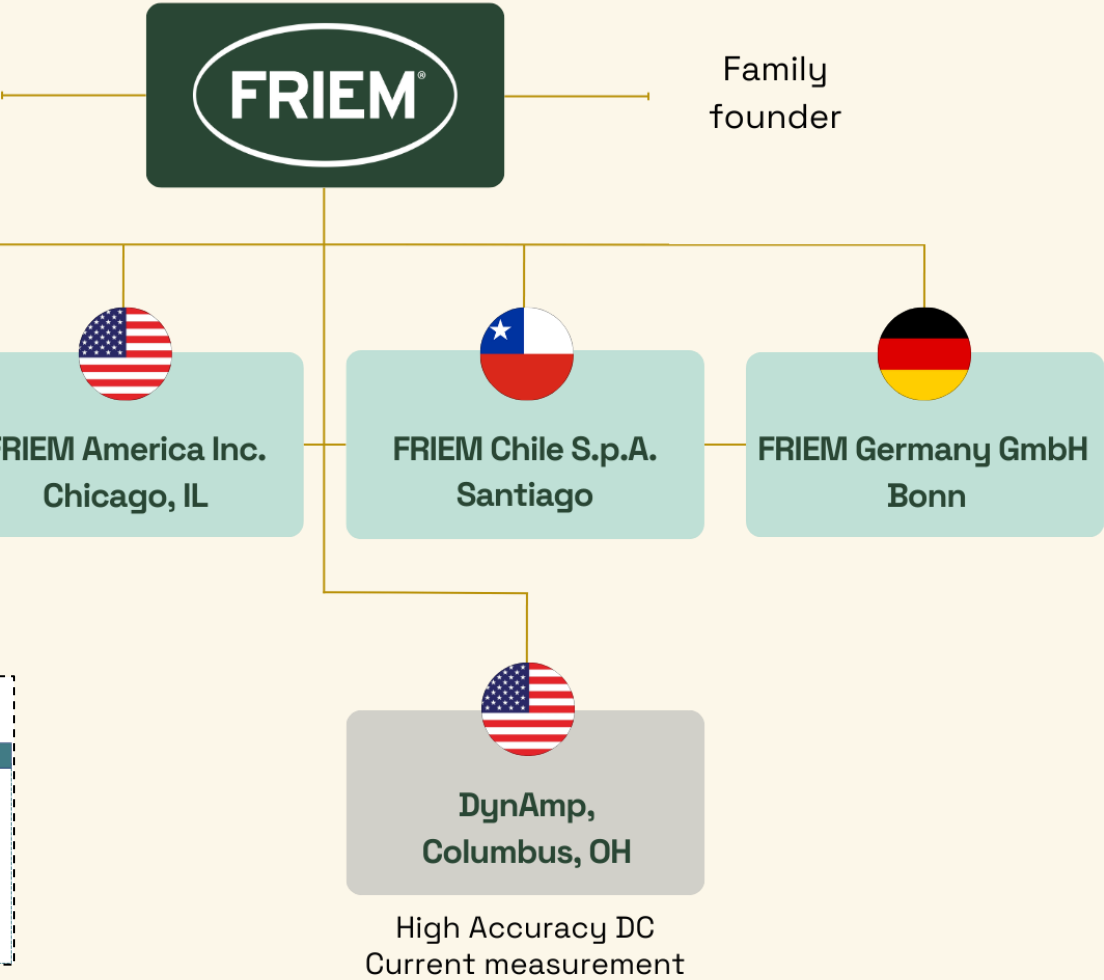 FRIEM®
Family
founder
FRIEM America Inc.
Chicago, IL
FRIEM Chile S.p.A.
Santiago
FRIEM Germany GmbH
Bonn
DynAmp,
Columbus, OH
High Accuracy DC
Current measurement